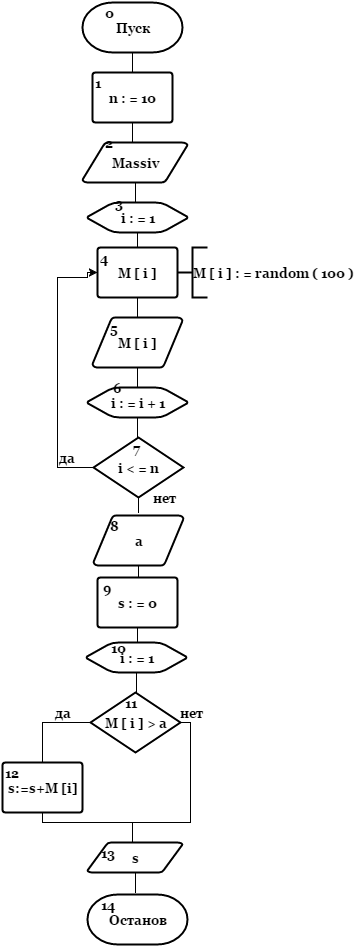 0
Пуск
1
n : = 10
2
Massiv
3
i : = 1
4
M [ i ]
M [ i ] : = random ( 100 )
5
M [ i ]
6
i : = i + 1
7
i < = n
да
нет
8
a
9
s : = 0
10
i : = 1
11
M [ i ] > a
да
нет
12
s:=s+M [i]
13
s
14
Останов